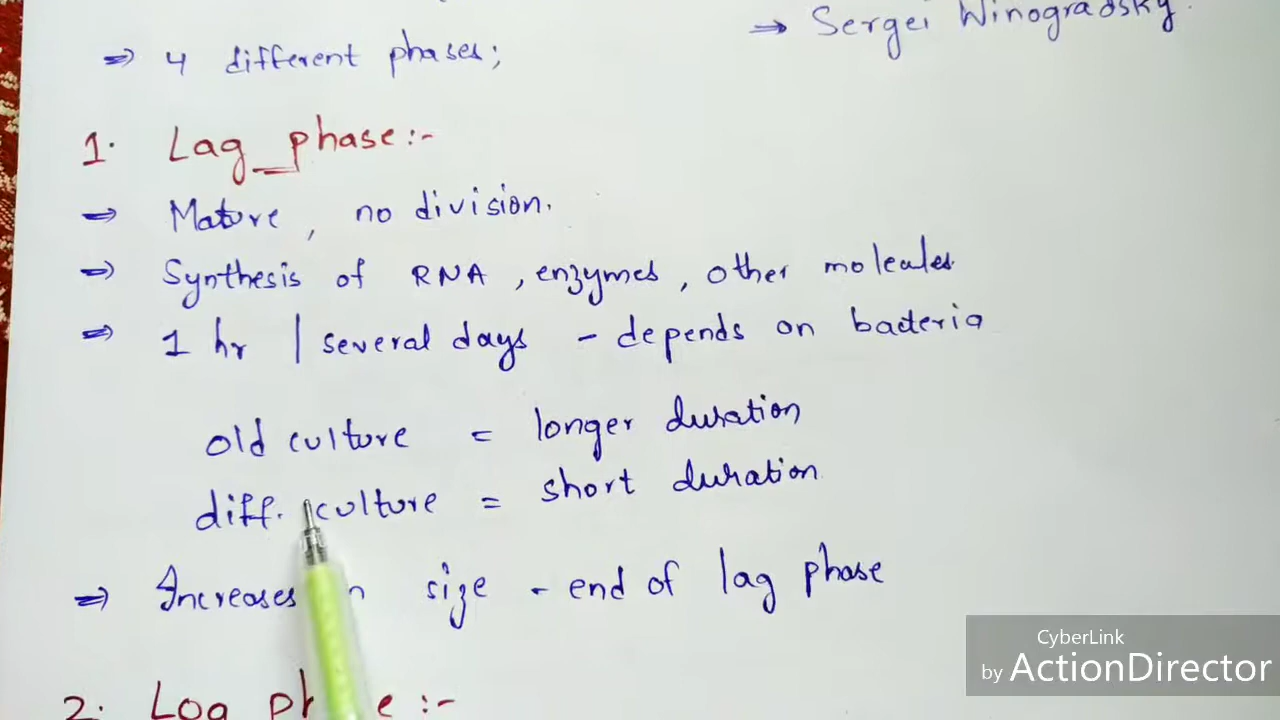 ⇒ Sergei Winogradsky.
⇒ 4 different phases;
1. Lag phase:-
⇒ Mature, no division.
⇒ Synthesis of RNA, enzymes, other molecules
⇒ 1 hr | several days - depends on bacteria
old culture = longer duration
diff. culture = short duration
⇒ Increases size - end of lag phase
2. Log :-
CyberLink
by ActionDirector